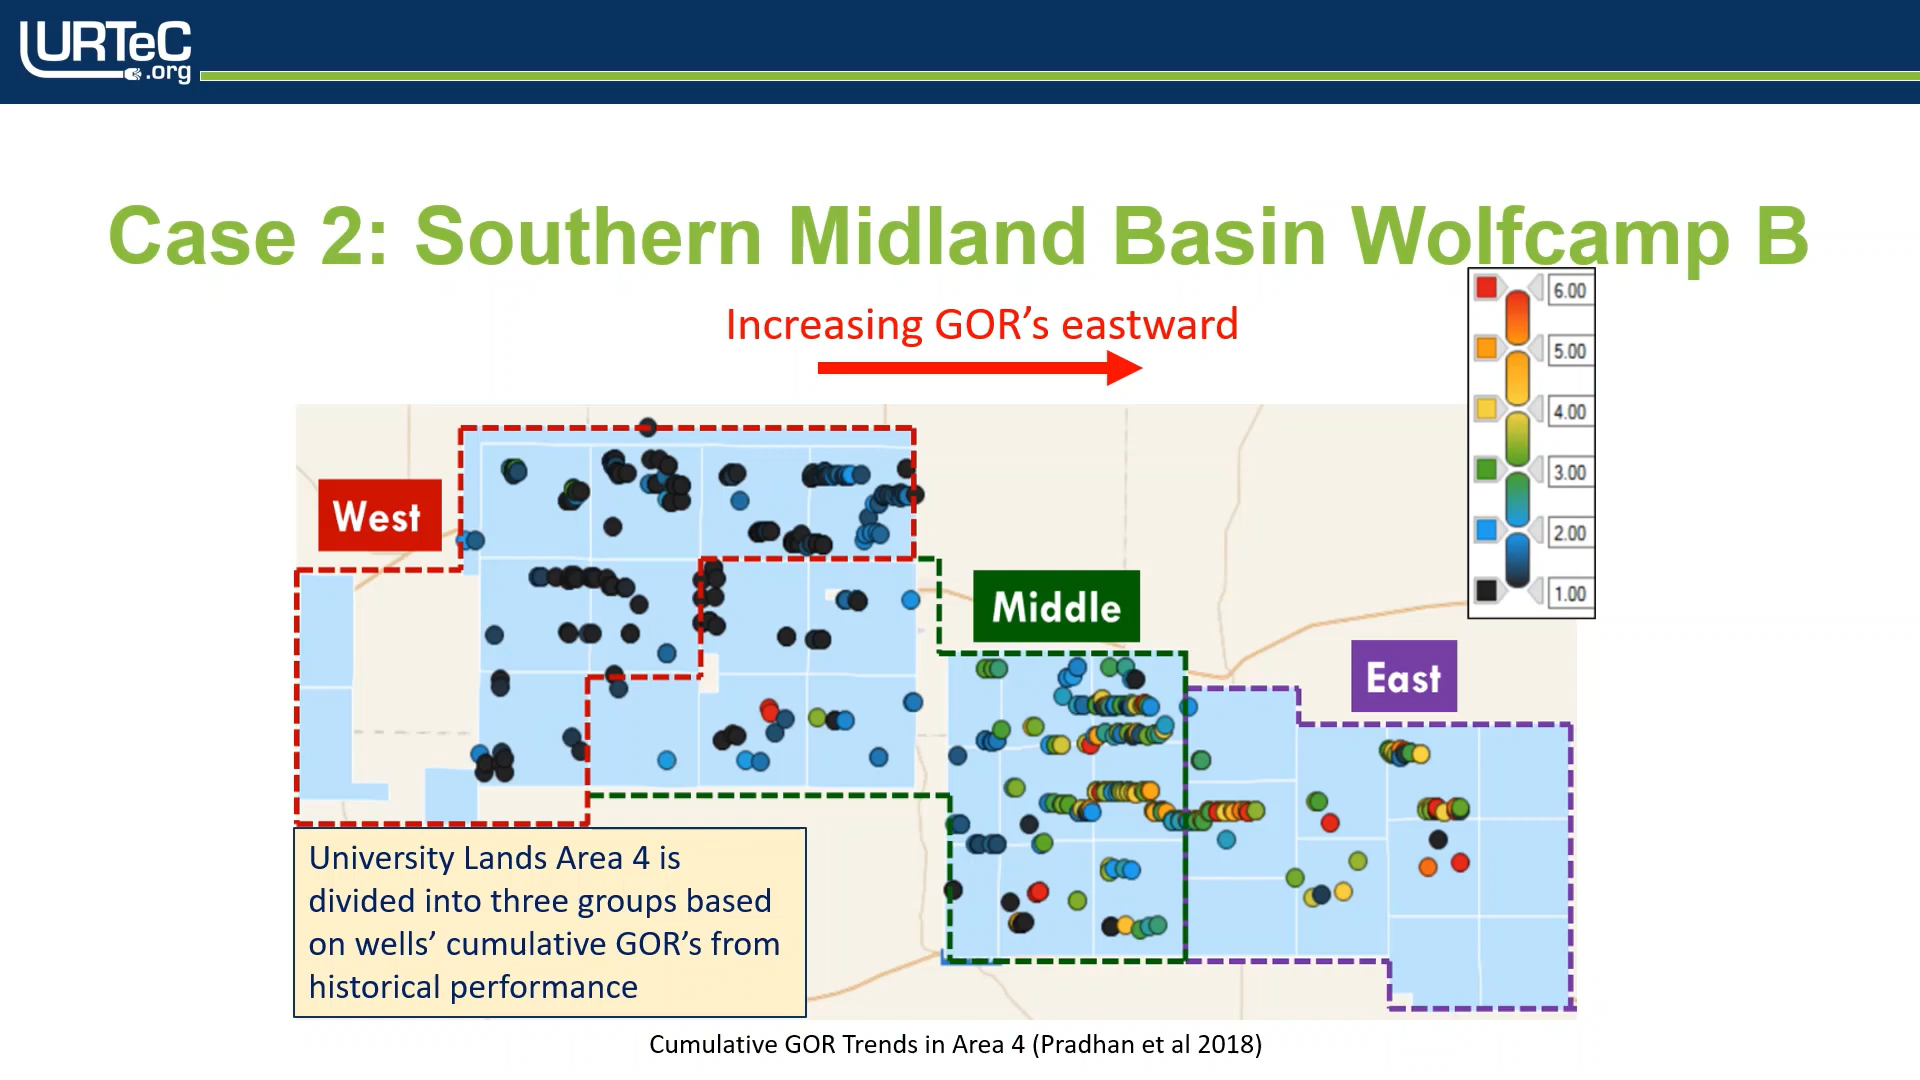 URTeC
.org
Case 2: Southern Midland Basin Wolfcamp B
Increasing GOR’s eastward
6.00
5.00
4.00
3.00
2.00
1.00
West
Middle
East
University Lands Area 4 is
divided into three groups based
on wells’ cumulative GOR’s from
historical performance
Cumulative GOR Trends in Area 4 (Pradhan et al 2018)